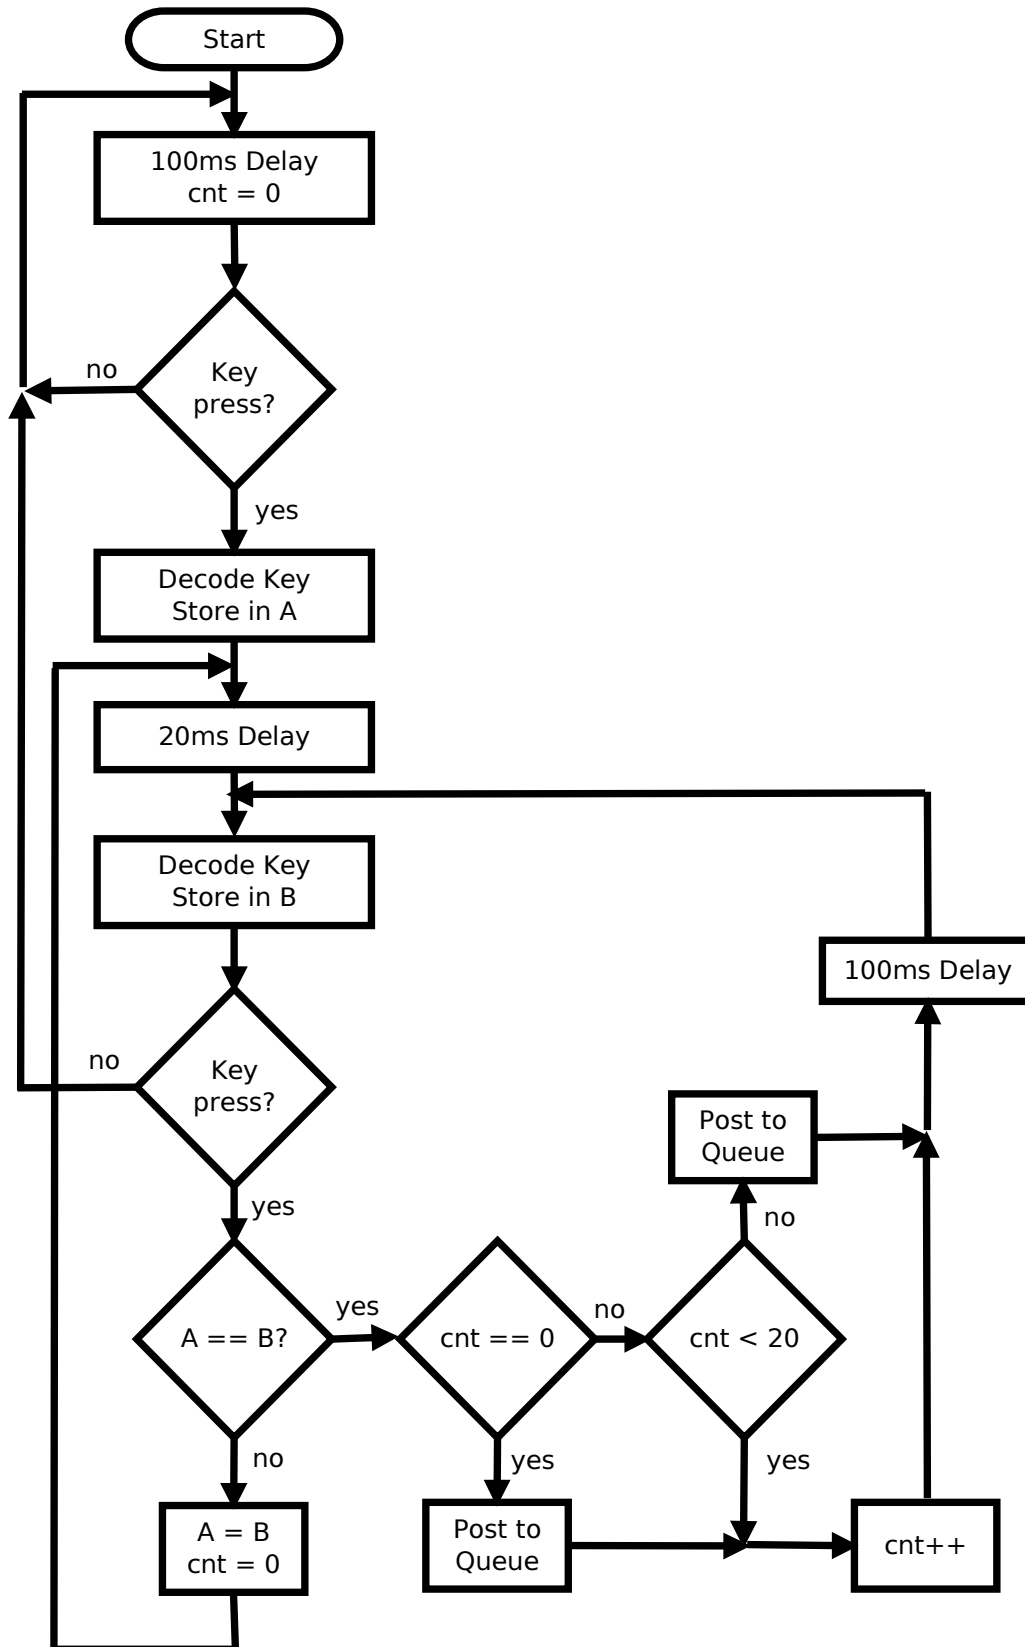 Start
100ms Delay
cnt = 0
no
Key
press?
yes
Decode Key
Store in A
20ms Delay
Decode Key
Store in B
100ms Delay
no
Key
press?
Post to
Queue
yes
no
yes
A == B?
cnt == 0
no
cnt < 20
no
yes
yes
A = B
cnt = 0
Post to
Queue
cnt++